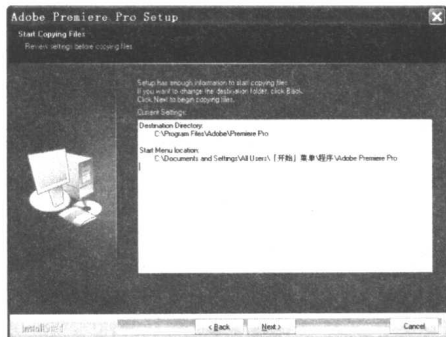 Adobe Premiere Pro Setup
Start Copying Files
Review settings before copying files.
Setup has enough information to start copying files.
If you want to change the destination folder, click Back.
Click Next to begin copying files.
Current Settings:
Destination Directory:
C:\Program Files\Adobe\Premiere Pro
Start Menu location:
C:\Documents and Settings\All Users\「开始」菜单\程序\Adobe Premiere Pro
InstallShield
< Back
Next >
Cancel